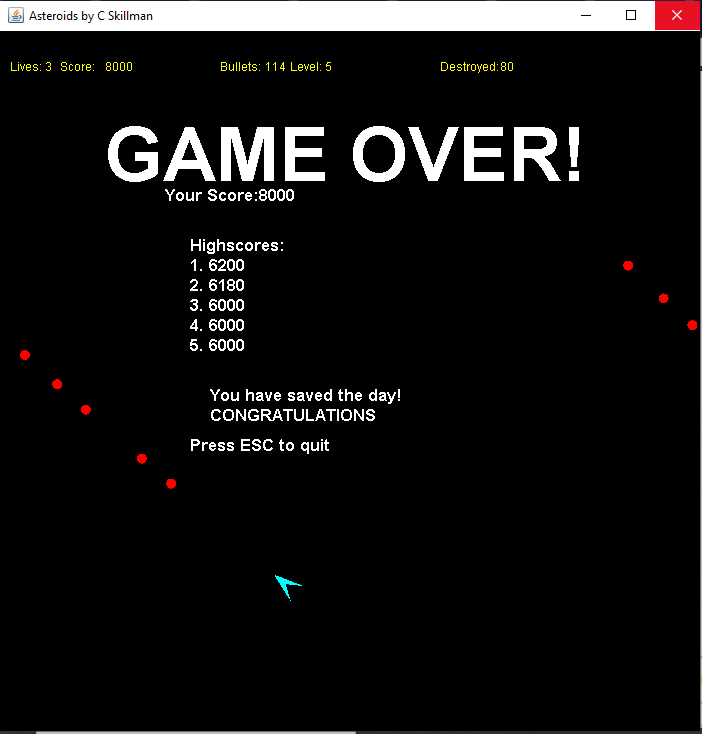 Asteroids by C Skillman
Lives: 3 Score: 8000 Bullets: 114 Level: 5 Destroyed:80
GAME OVER!
Your Score:8000
Highscores:
1. 6200
2. 6180
3. 6000
4. 6000
5. 6000
You have saved the day!
CONGRATULATIONS
Press ESC to quit